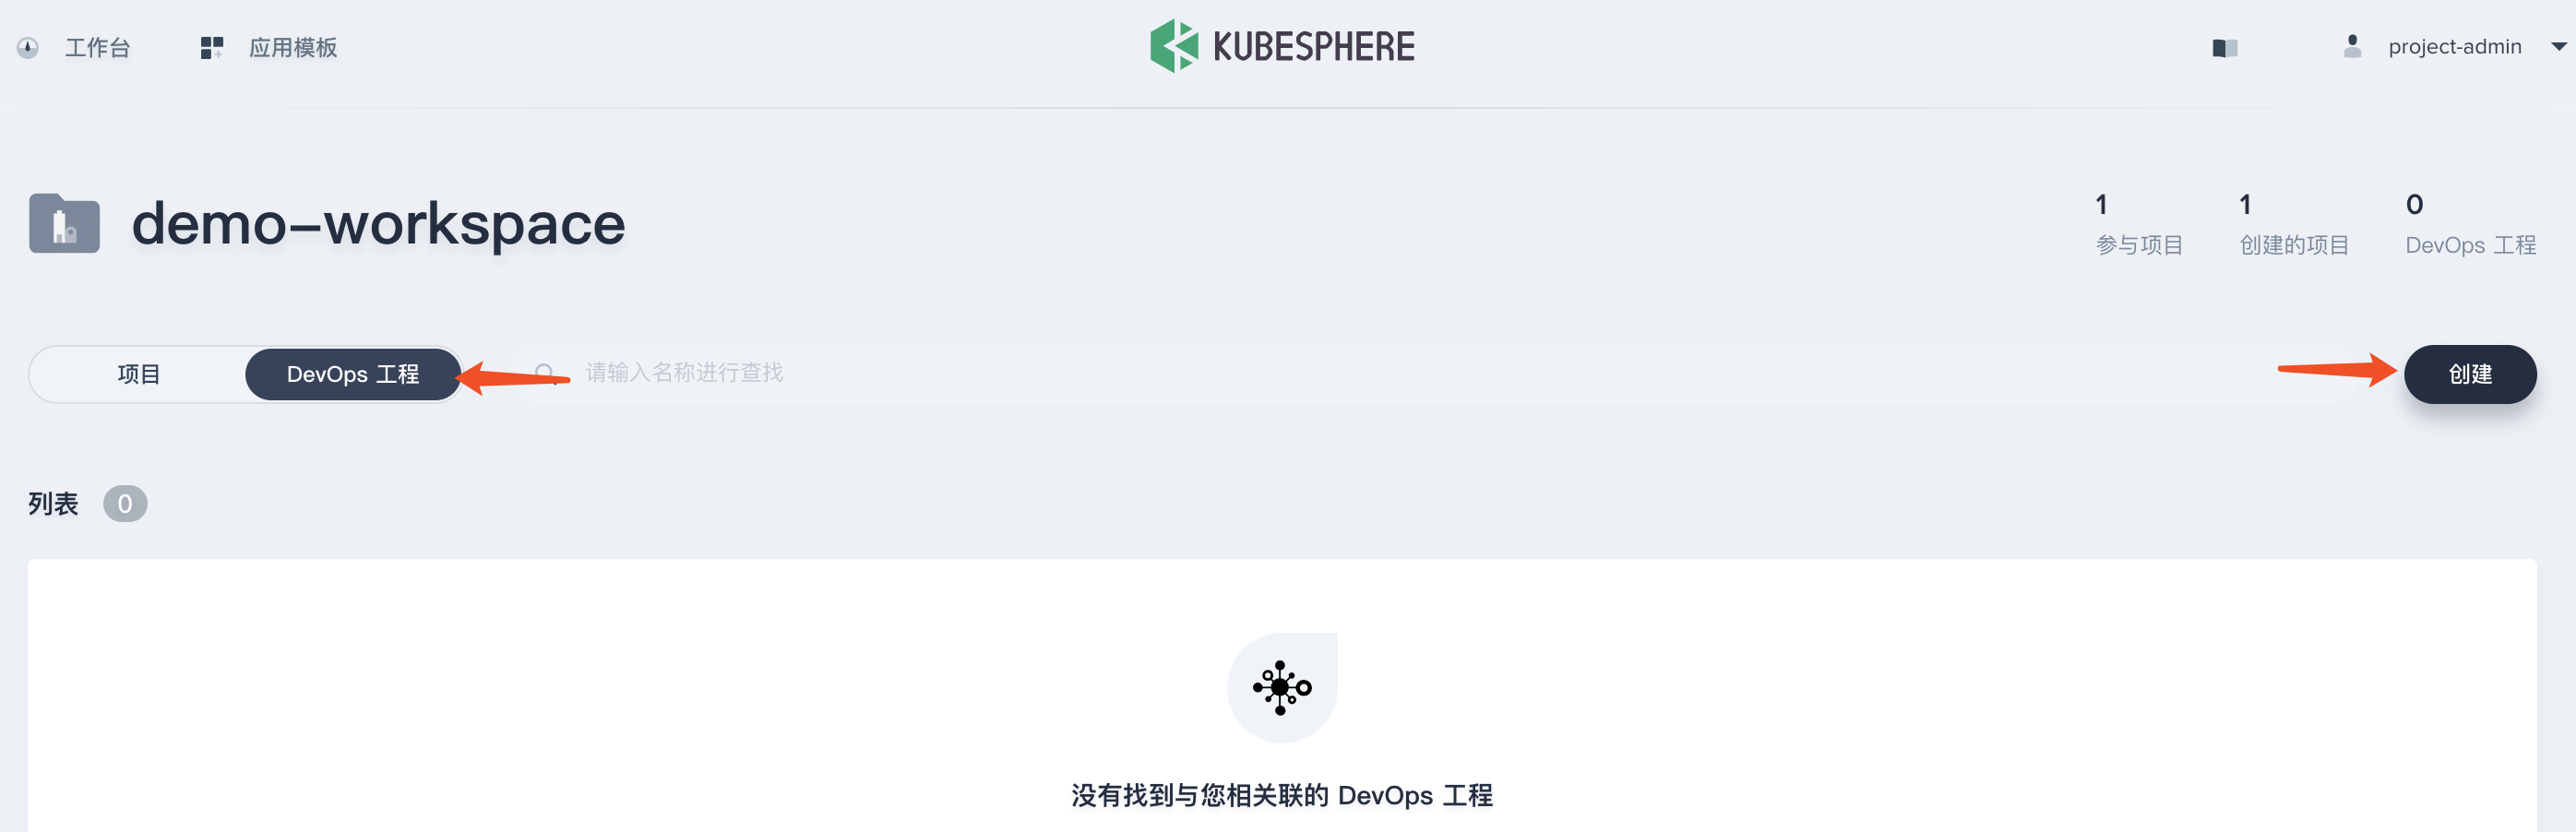 工作台 应用模板 KUBESPHERE project-admin
demo-workspace
1 1 0
参与项目 创建的项目 DevOps 工程
项目 DevOps 工程 请输入名称进行查找 创建
列表 0
没有找到与您相关联的 DevOps 工程